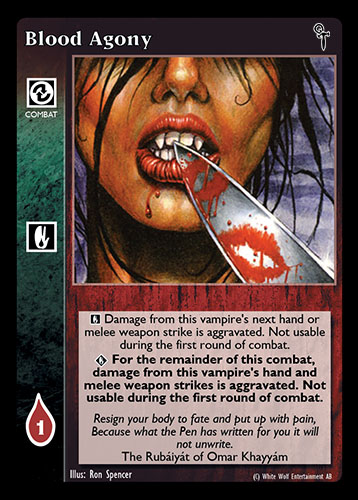 Blood Agony
COMBAT
Damage from this vampire's next hand or
melee weapon strike is aggravated. Not usable
during the first round of combat.
For the remainder of this combat,
damage from this vampire's hand and
melee weapon strikes is aggravated. Not
usable during the first round of combat.
Resign your body to fate and put up with pain,
Because what the Pen has written for you it will
not unwrite.
The Rubáiyát of Omar Khayyám
1
Illus: Ron Spencer
(C) White Wolf Entertainment AB